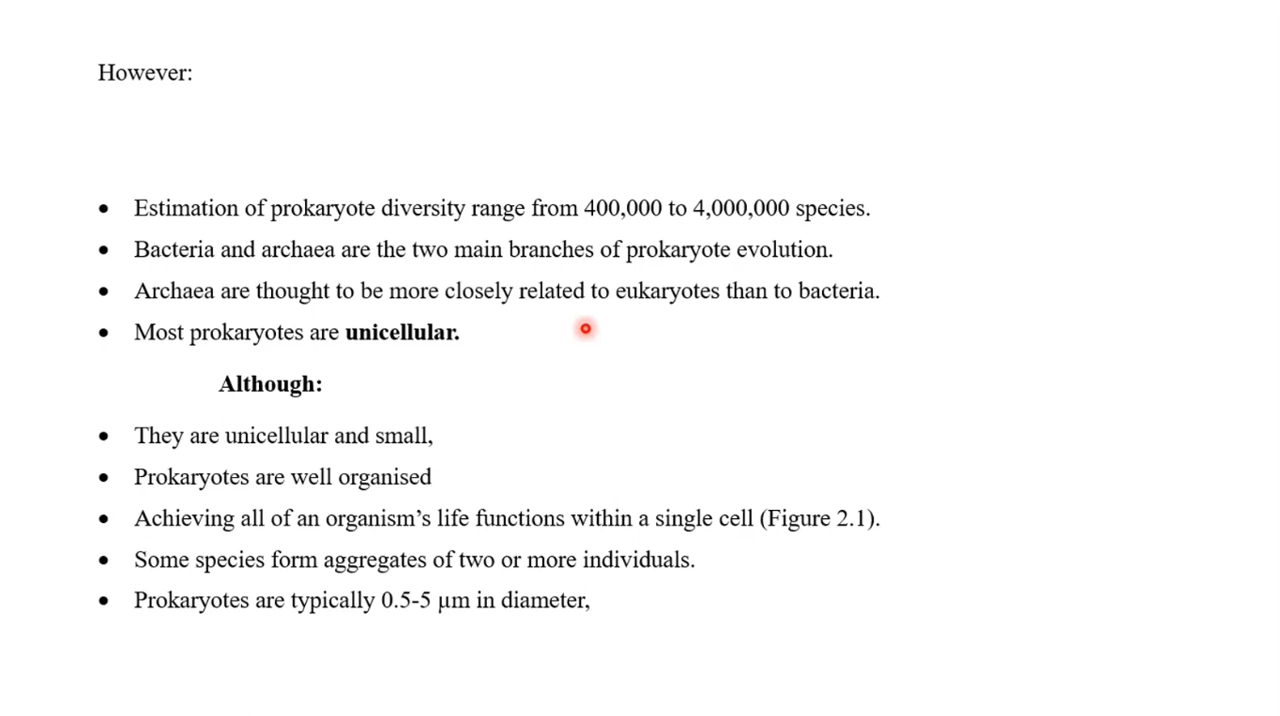 However:
• Estimation of prokaryote diversity range from 400,000 to 4,000,000 species.
• Bacteria and archaea are the two main branches of prokaryote evolution.
• Archaea are thought to be more closely related to eukaryotes than to bacteria.
• Most prokaryotes are unicellular.
Although:
• They are unicellular and small,
• Prokaryotes are well organised
• Achieving all of an organism’s life functions within a single cell (Figure 2.1).
• Some species form aggregates of two or more individuals.
• Prokaryotes are typically 0.5-5 µm in diameter,